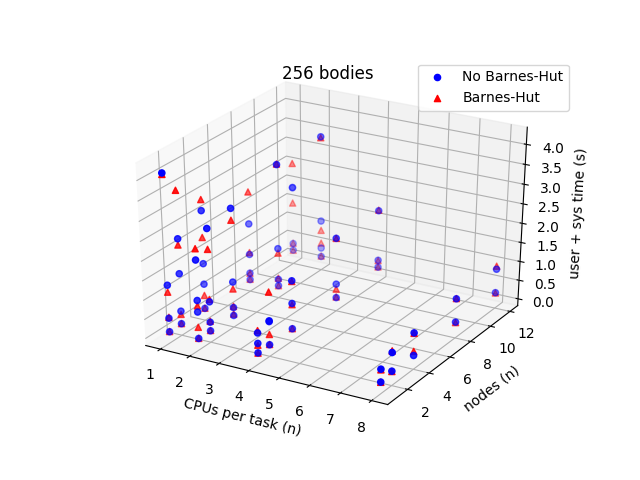 256 bodies
No Barnes-Hut
Barnes-Hut
4.0
3.5
3.0
2.5
2.0
1.5
1.0
0.5
0.0
user + sys time (s)
12
10
8
6
4
2
nodes (n)
1 2 3 4 5 6 7 8
CPUs per task (n)